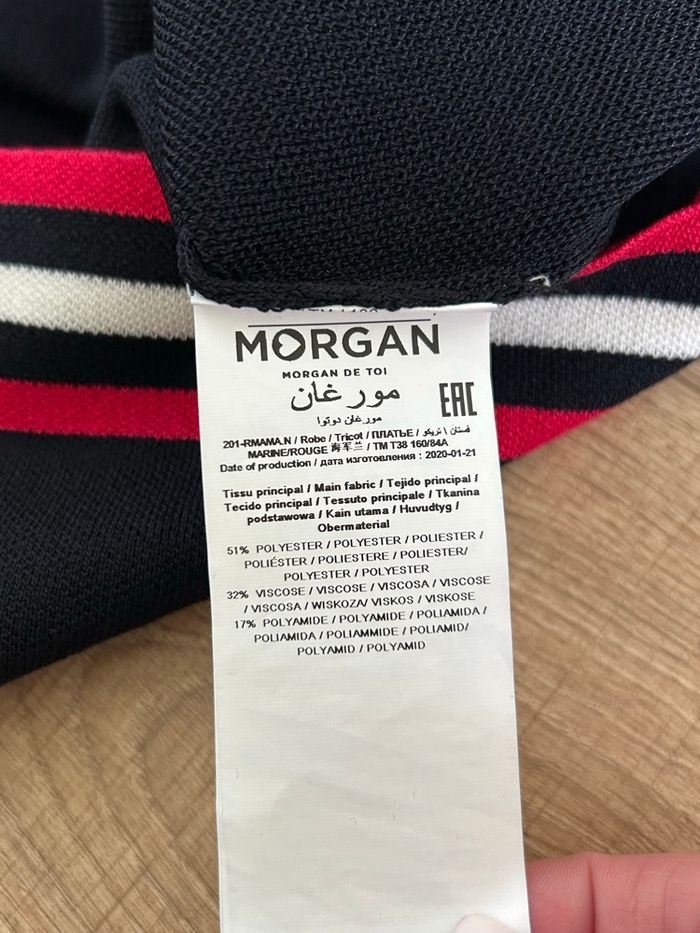 MORGAN
MORGAN DE TOI
مورغان
مورغان دوتوا
EAC
201-RMAMA.N / Robe / Tricot / ПЛАТЬЕ / فستان \ تريكو
MARINE/ROUGE 海军兰 / TM T38 160/84A
Date of production / дата изготовления : 2020-01-21
Tissu principal / Main fabric / Tejido principal /
Tecido principal / Tessuto principale / Tkanina
podstawowa / Kain utama / Huvudtyg /
Obermaterial
51% POLYESTER / POLYESTER / POLIESTER /
POLIÉSTER / POLIESTERE / POLIESTER/
POLYESTER / POLYESTER
32% VISCOSE / VISCOSE / VISCOSA / VISCOSE
/ VISCOSA / WISKOZA/ VISKOS / VISKOSE
17% POLYAMIDE / POLYAMIDE / POLIAMIDA /
POLIAMIDA / POLIAMMIDE / POLIAMID/
POLYAMID / POLYAMID